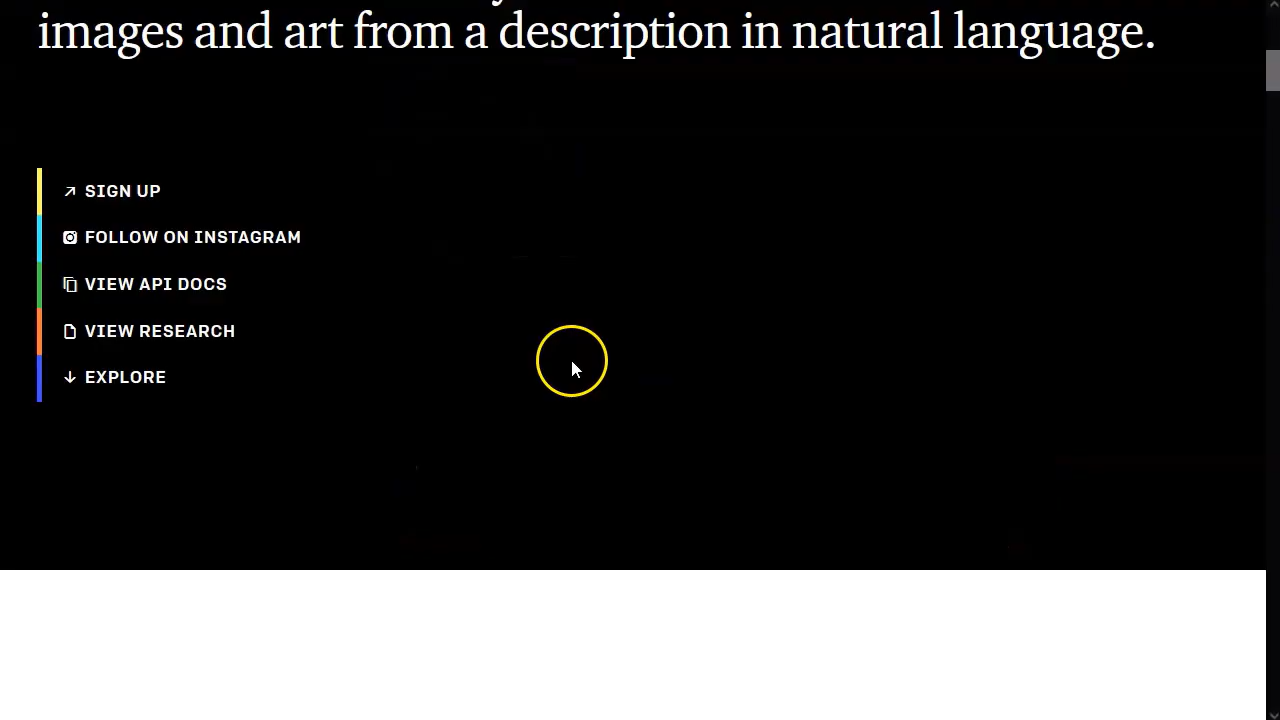 images and art from a description in natural language.
SIGN UP
FOLLOW ON INSTAGRAM
VIEW API DOCS
VIEW RESEARCH
EXPLORE